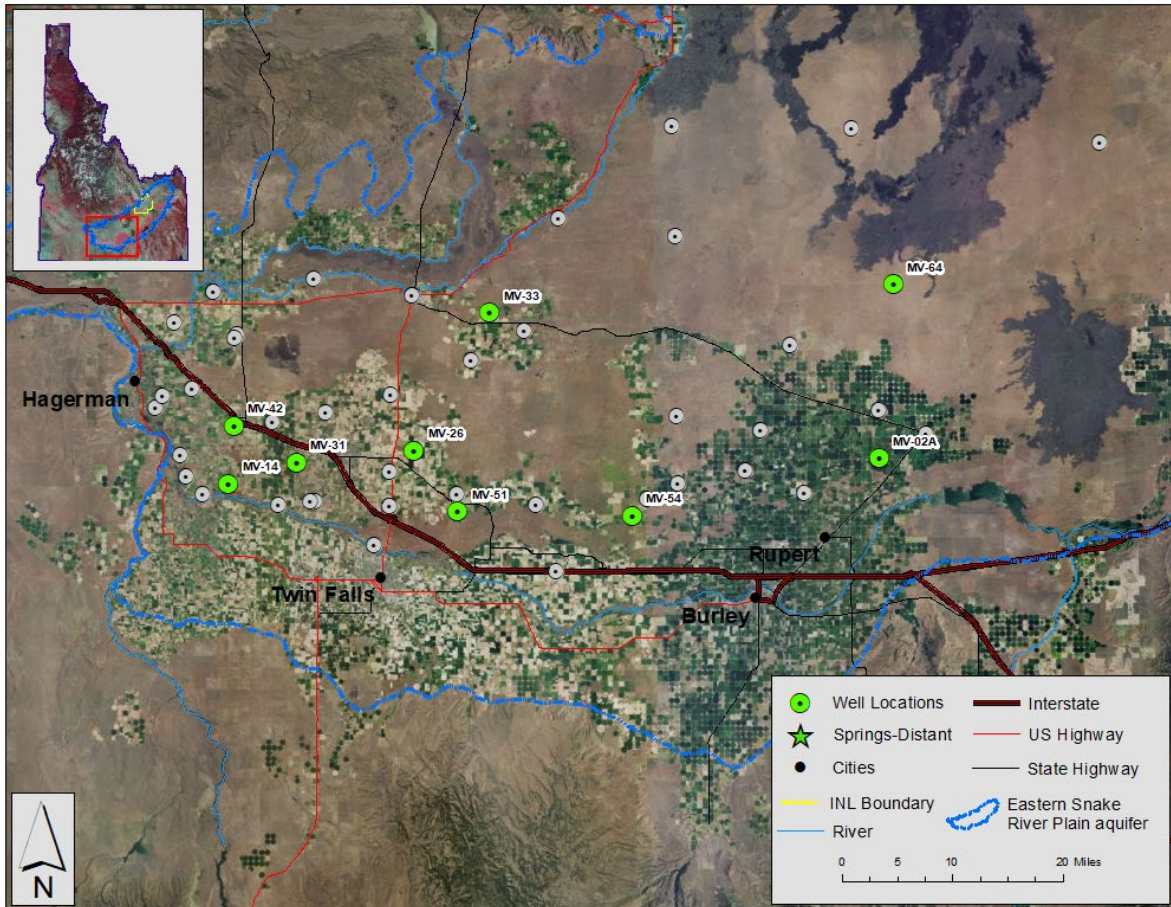 MV-64
MV-33
Hagerman
MV-42
MV-26
MV-31
MV-02A
MV-14
MV-51
MV-54
Rupert
Twin Falls
Burley
Well Locations
Interstate
Springs-Distant
US Highway
Cities
State Highway
INL Boundary
Eastern Snake
River Plain aquifer
River
0 5 10 20 Miles
N